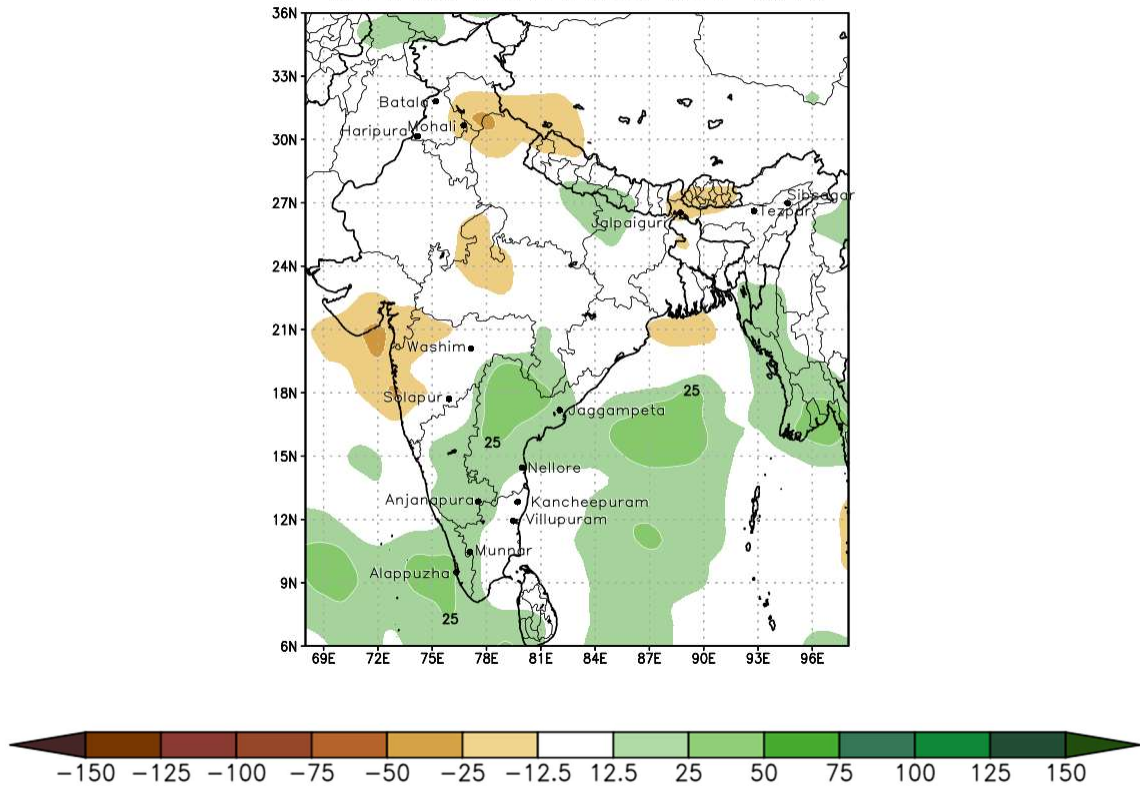 36N
33N
Batala
Mohali
Haripura
30N
27N
Sibsagar
Tezpur
Jalpaiguri
24N
21N
Washim
18N
Solapur
25
Jaggampeta
25
15N
Nellore
Anjanapura
Kancheepuram
12N
Villupuram
Munnar
Alappuzha
9N
25
6N
69E 72E 75E 78E 81E 84E 87E 90E 93E 96E
−150 −125 −100 −75 −50 −25 −12.5 12.5 25 50 75 100 125 150